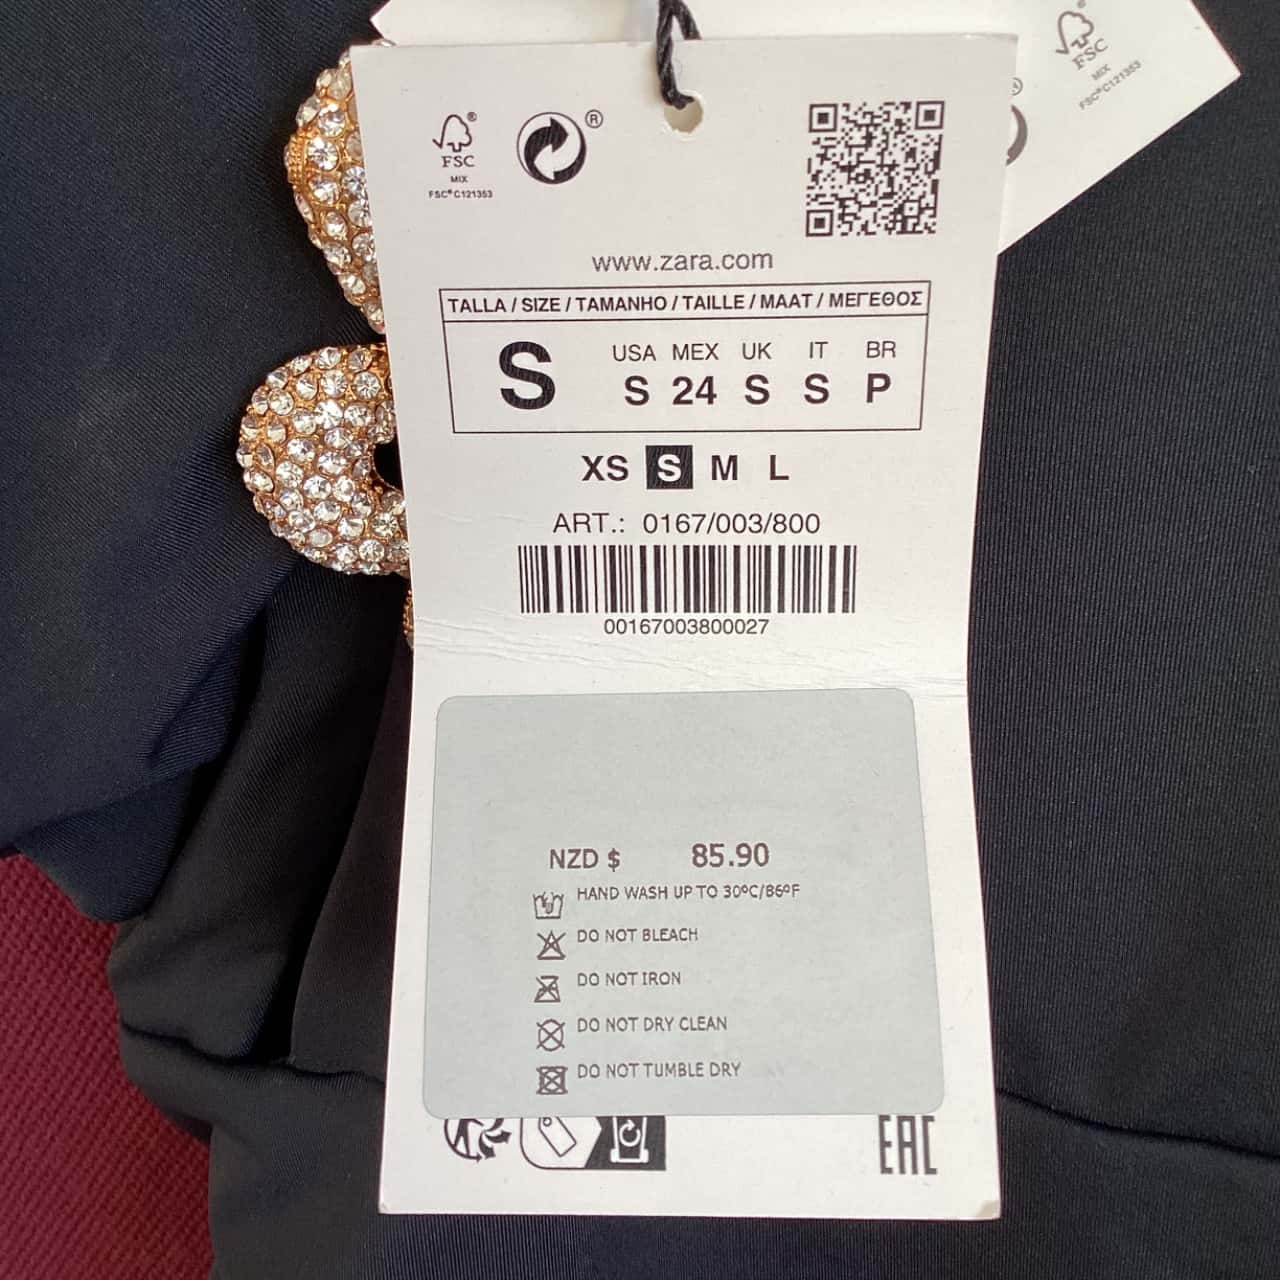 FSC
MIX
FSC® C121353
®
®
FSC
MIX
FSC® C121353
www.zara.com
TALLA / SIZE / TAMANHO / TAILLE / MAAT / ΜΕΓΕΘΟΣ
S
USA MEX UK IT BR
S 24 S S P
XS S M L
ART.: 0167/003/800
00167003800027
NZD $ 85.90
HAND WASH UP TO 30ºC/86ºF
DO NOT BLEACH
DO NOT IRON
DO NOT DRY CLEAN
DO NOT TUMBLE DRY
EAC